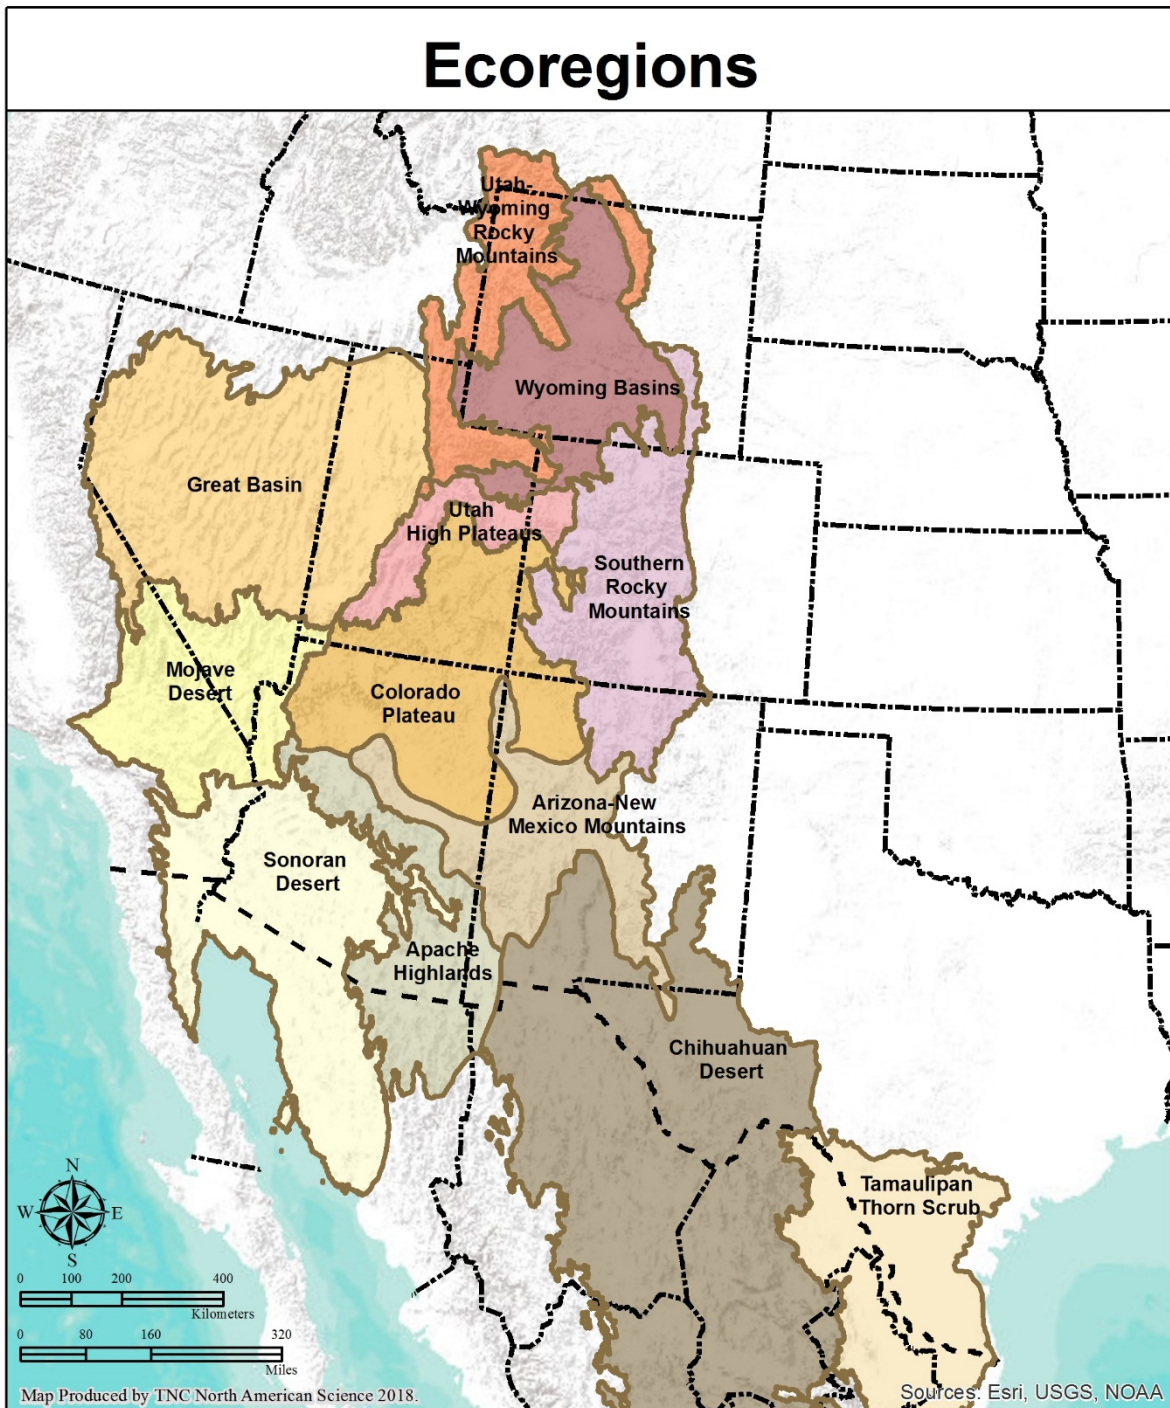 Ecoregions
Utah-
Wyoming
Rocky
Mountains
Wyoming Basins
Great Basin
Utah
High Plateaus
Southern
Rocky
Mountains
Mojave
Desert
Colorado
Plateau
Arizona-New
Mexico Mountains
Sonoran
Desert
Apache
Highlands
Chihuahuan
Desert
Tamaulipan
Thorn Scrub
N
W E
S
0 100 200 400
Kilometers
0 80 160 320
Miles
Map Produced by TNC North American Science 2018.
Sources: Esri, USGS, NOAA